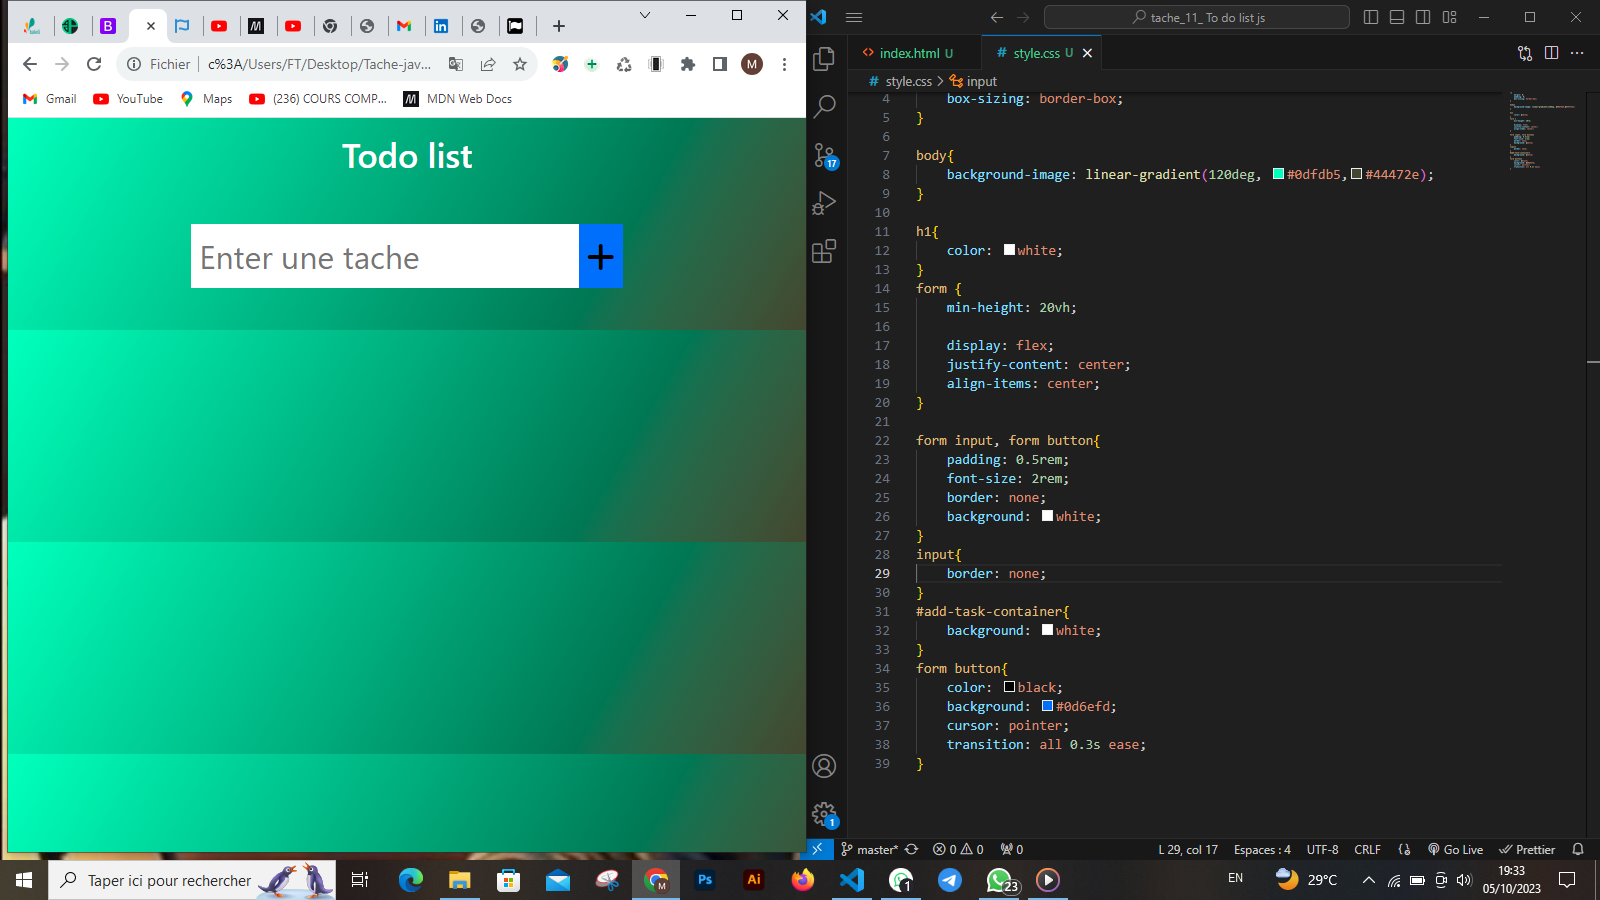 Fichier c%3A/Users/FT/Desktop/Tache-jav...
Gmail YouTube Maps (236) COURS COMP... MDN Web Docs
Todo list
Enter une tache
tache_11_ To do list js
index.html U style.css U
style.css > input
4 box-sizing: border-box;
5 }
6
7 body{
8 background-image: linear-gradient(120deg, #0dfdb5, #44472e);
9 }
10
11 h1{
12 color: white;
13 }
14 form {
15 min-height: 20vh;
16
17 display: flex;
18 justify-content: center;
19 align-items: center;
20 }
21
22 form input, form button{
23 padding: 0.5rem;
24 font-size: 2rem;
25 border: none;
26 background: white;
27 }
28 input{
29 border: none;
30 }
31 #add-task-container{
32 background: white;
33 }
34 form button{
35 color: black;
36 background: #0d6efd;
37 cursor: pointer;
38 transition: all 0.3s ease;
39 }
17
1
master* 0 0 0 L 29, col 17 Espaces : 4 UTF-8 CRLF Go Live Prettier
Taper ici pour rechercher
Ps Ai 1 23
EN 29°C
19:33
05/10/2023